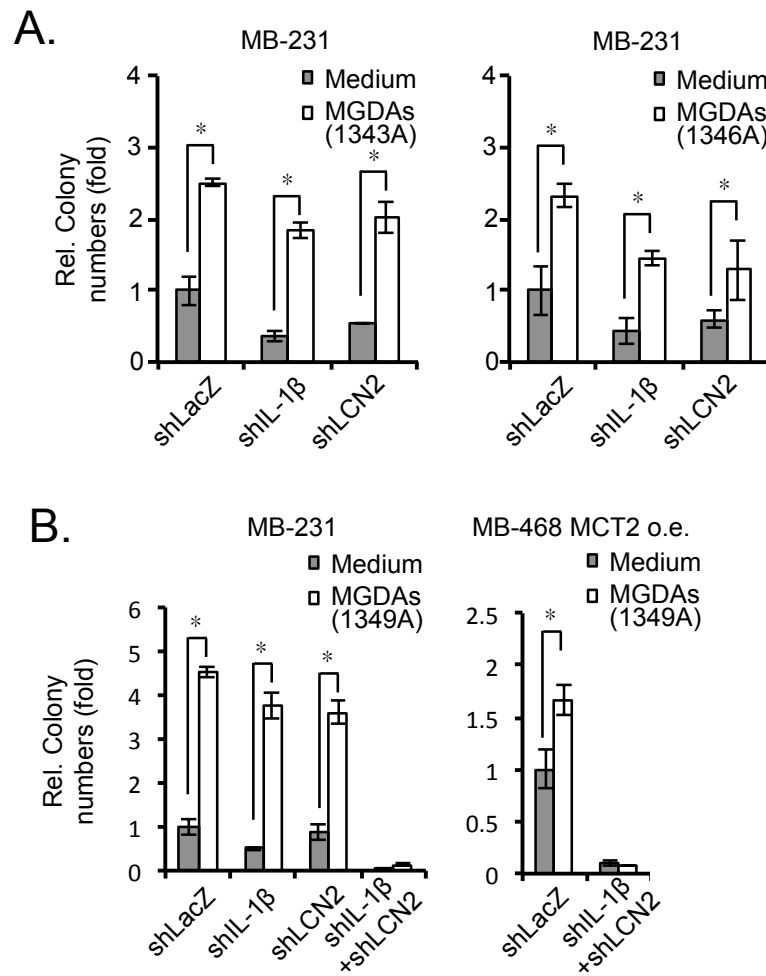 A.
MB-231
Medium
MGDAs
(1343A)
Rel. Colony
numbers (fold)
4
3
2
1
0
*
*
*
shLacZ
shIL-1β
shLCN2
MB-231
Medium
MGDAs
(1346A)
4
3
2
1
0
*
*
*
shLacZ
shIL-1β
shLCN2
B.
MB-231
Medium
MGDAs
(1349A)
Rel. Colony
numbers (fold)
6
5
4
3
2
1
0
*
*
*
shLacZ
shIL-1β
shLCN2
shIL-1β
+shLCN2
MB-468 MCT2 o.e.
Medium
MGDAs
(1349A)
2.5
2
1.5
1
0.5
0
*
shLacZ
shIL-1β
+shLCN2